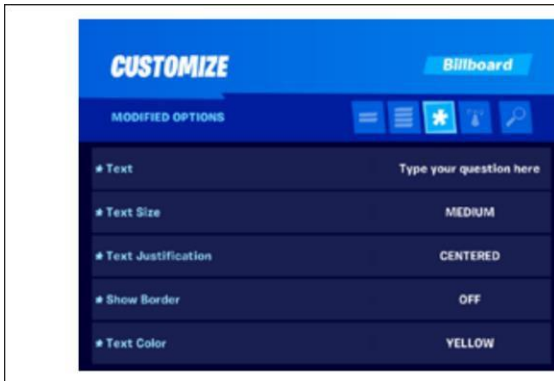 CUSTOMIZE
Billboard
MODIFIED OPTIONS
* Text Type your question here
* Text Size MEDIUM
* Text Justification CENTERED
* Show Border OFF
* Text Color YELLOW